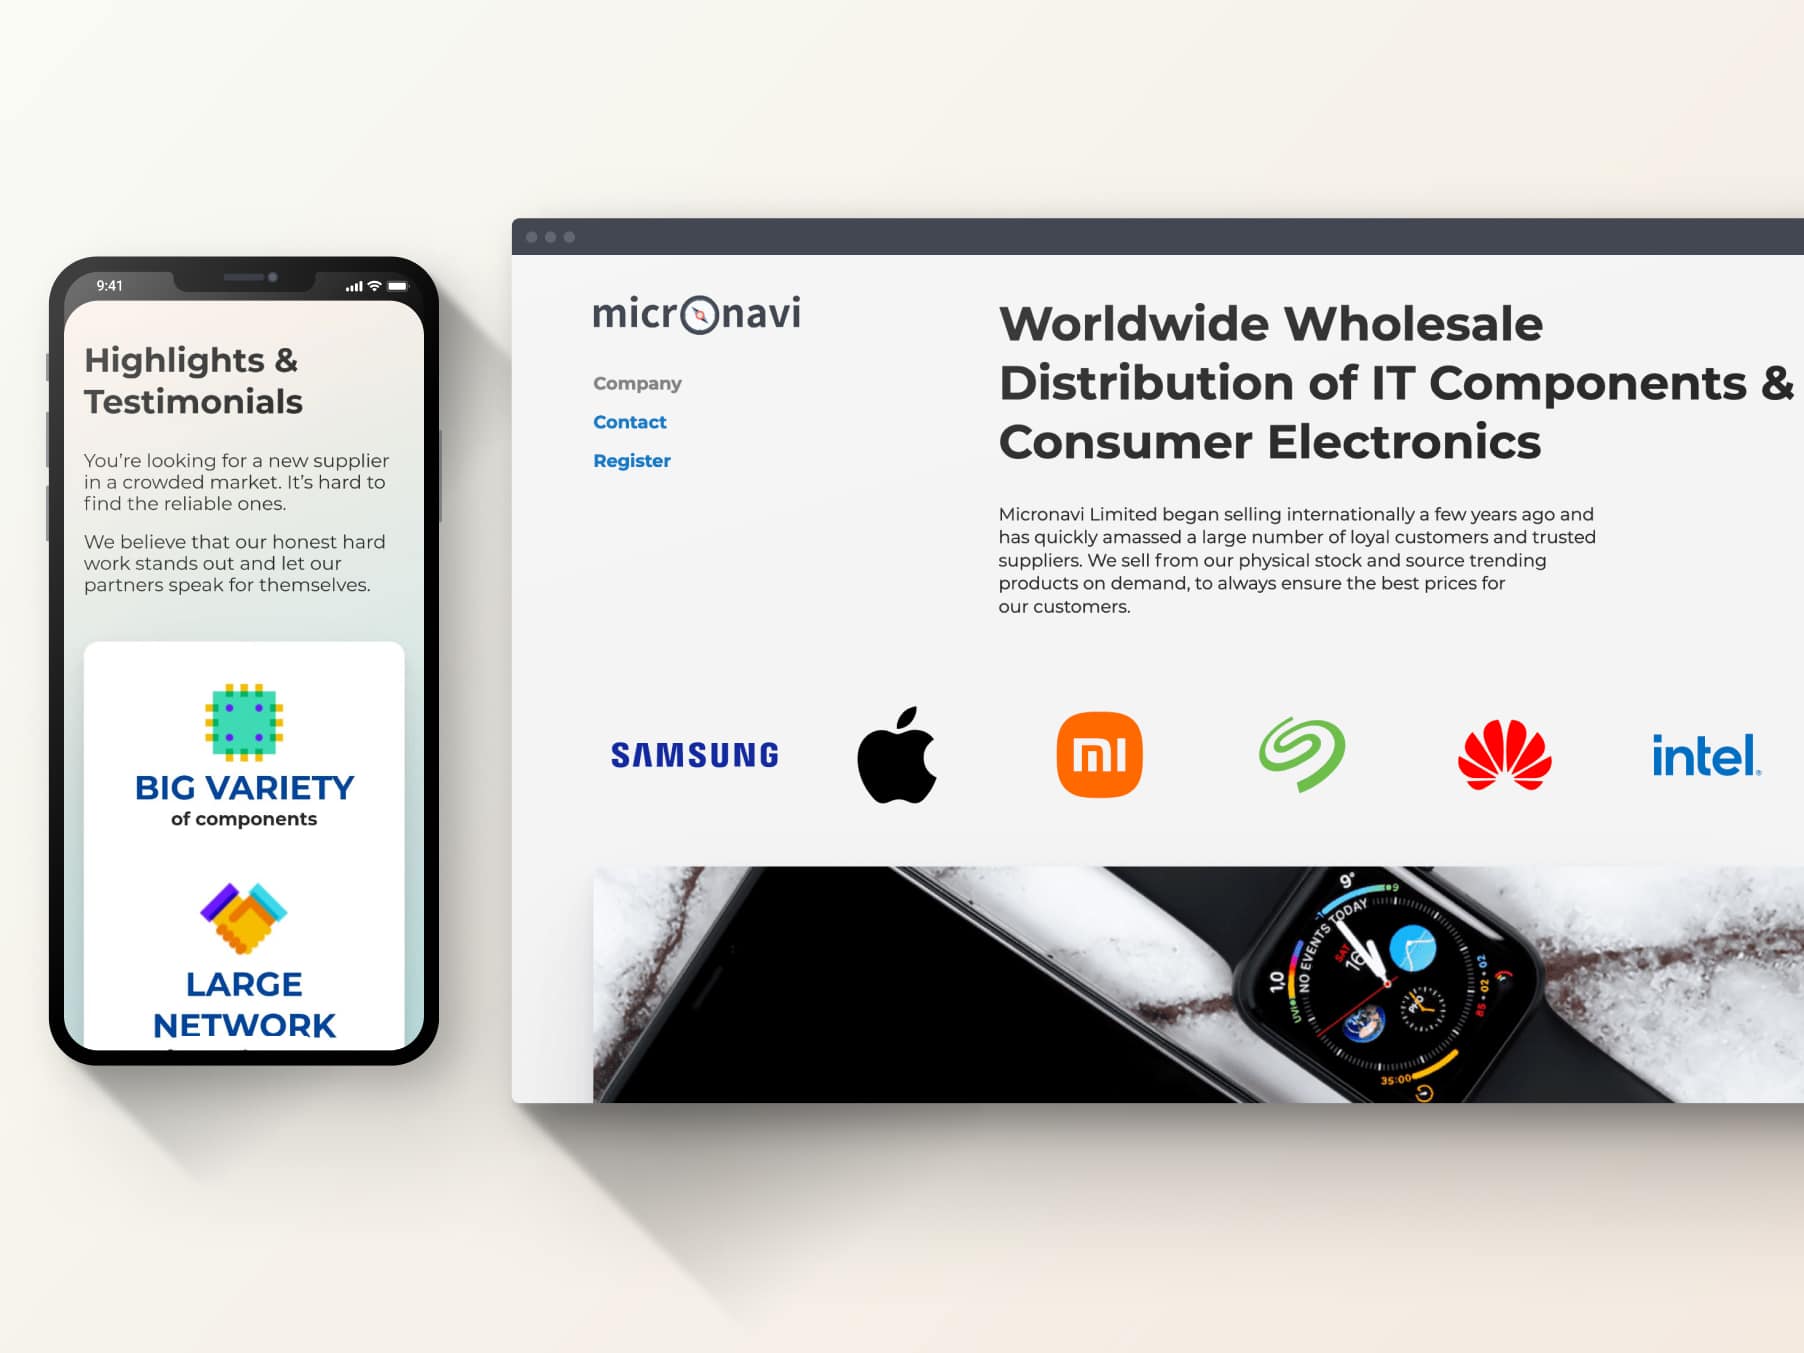 9:41
Highlights &
Testimonials
You're looking for a new supplier
in a crowded market. It's hard to
find the reliable ones.
We believe that our honest hard
work stands out and let our
partners speak for themselves.
BIG VARIETY
of components
LARGE
NETWORK
micronavi
Company
Contact
Register
Worldwide Wholesale
Distribution of IT Components &
Consumer Electronics
Micronavi Limited began selling internationally a few years ago and
has quickly amassed a large number of loyal customers and trusted
suppliers. We sell from our physical stock and source trending
products on demand, to always ensure the best prices for
our customers.
SAMSUNG
mi
intel®
9°
9
NO EVENTS TODAY
SAT
16
1,0
UVI
85 • 02 • 02
35:00